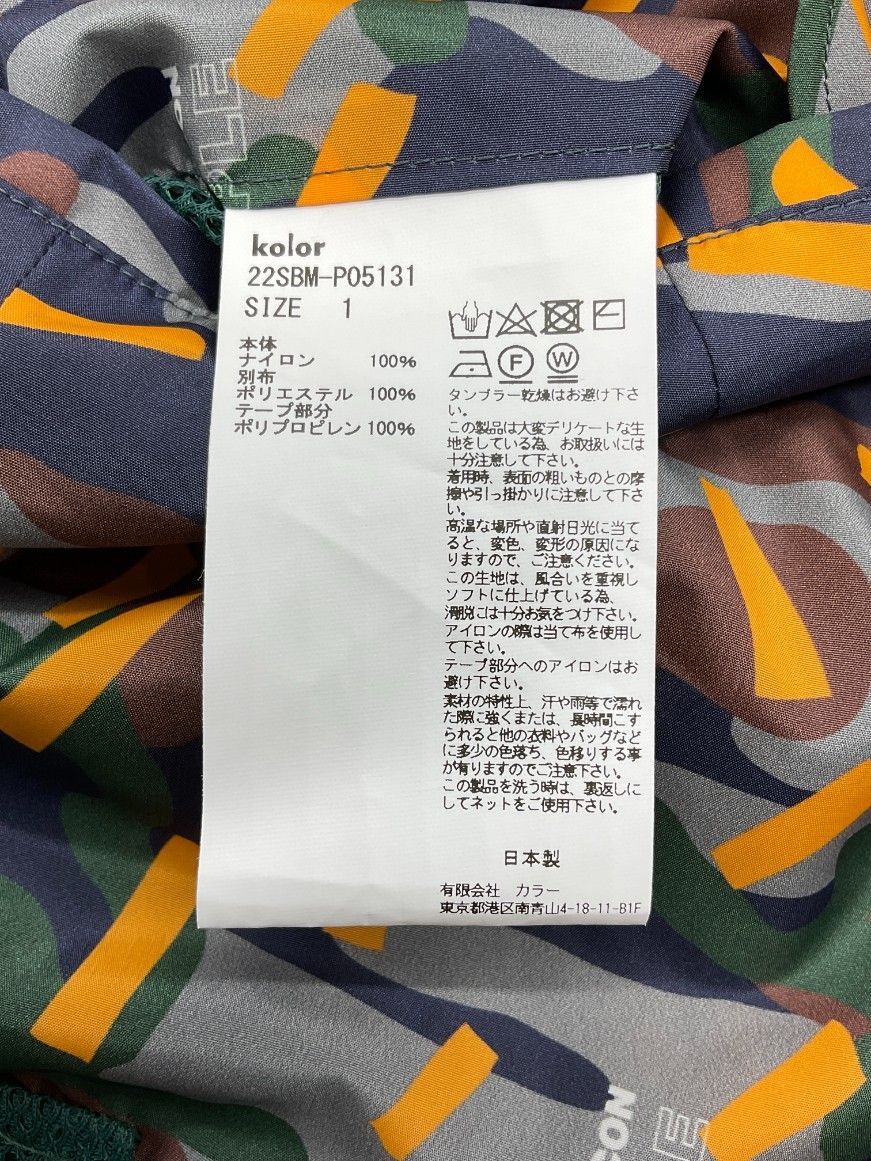 kolor
22SBM-P05131
SIZE 1
本体
ナイロン 100%
別布
ポリエステル 100%
テープ部分
ポリプロピレン 100%
F
W
タンブラー乾燥はお避け下さ
い。
この製品は大変デリケートな生
地をしている為、お取扱いには
十分注意して下さい。
着用時、表面の粗いものとの摩
擦や引っ掛かりに注意して下さ
い。
高温な場所や直射日光に当て
ると、変色、変形の原因にな
りますので、ご注意ください。
この生地は、風合いを重視し
ソフトに仕上げている為、
滑脱には十分お気をつけ下さい。
アイロンの際は当て布を使用し
て下さい。
テープ部分へのアイロンはお
避け下さい。
素材の特性上、汗や雨等で濡れ
た際に強くまたは、長時間こす
られると他の衣料やバッグなど
に多少の色落ち、色移りする事
が有りますのでご注意下さい。
この製品を洗う時は、裏返しに
してネットをご使用下さい。
日本製
有限会社 カラー
東京都港区南青山4-18-11-B1F
CON
E